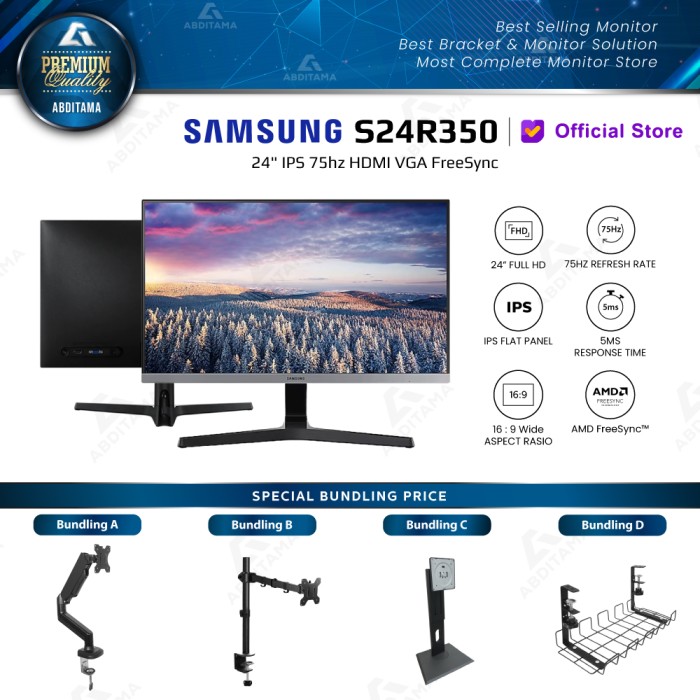 PREMIUM
Quality
ABDITAMA
Best Selling Monitor
Best Bracket & Monitor Solution
Most Complete Monitor Store
ABDITAMA
SAMSUNG S24R350 | Official Store
24" IPS 75hz HDMI VGA FreeSync
SAMSUNG
FHD
24" FULL HD
75Hz
75HZ REFRESH RATE
IPS
IPS FLAT PANEL
5ms
5MS
RESPONSE TIME
16:9
16 : 9 Wide
ASPECT RASIO
AMD
FREESYNC
AMD FreeSync™
SPECIAL BUNDLING PRICE
Bundling A
Bundling B
Bundling C
Bundling D